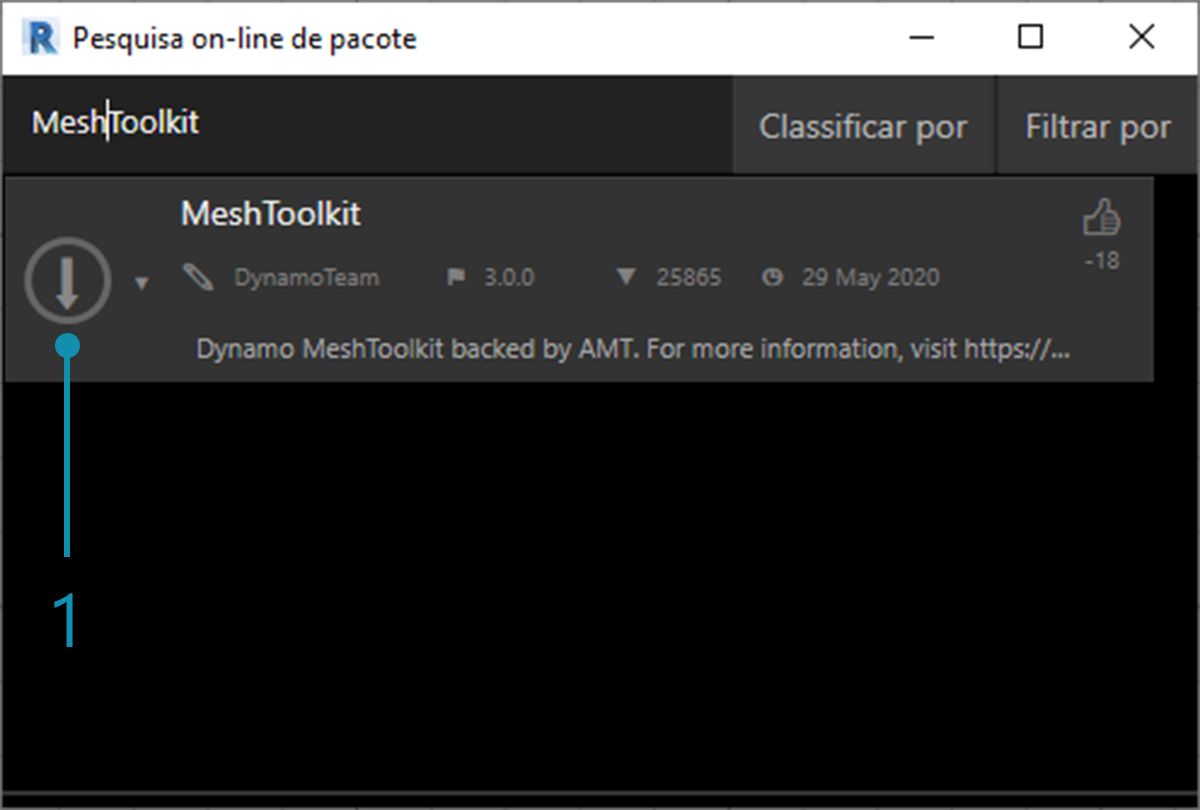 Pesquisa on-line de pacote
MeshToolkit
Classificar por
Filtrar por
MeshToolkit
DynamoTeam 3.0.0 25865 29 May 2020
-18
Dynamo MeshToolkit backed by AMT. For more information, visit https://...
1